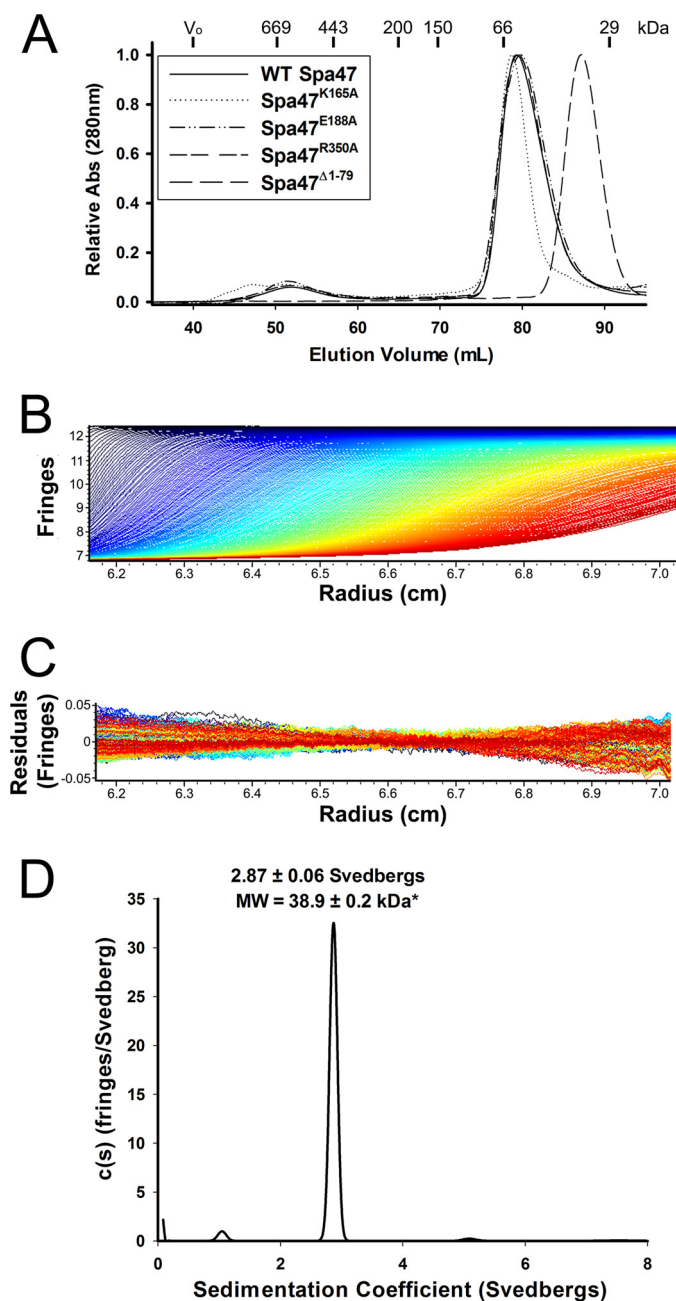 A
Vo 669 443 200 150 66 29 kDa
WT Spa47
Spa47K165A
Spa47E188A
Spa47R350A
Spa47Δ1-79
Relative Abs (280nm)
1.0
0.8
0.6
0.4
0.2
0.0
40 50 60 70 80 90
Elution Volume (mL)
B
Fringes
12
11
10
9
8
7
6.2 6.3 6.4 6.5 6.6 6.7 6.8 6.9 7.0
Radius (cm)
C
Residuals
(Fringes)
0.05
0
-0.05
6.2 6.3 6.4 6.5 6.6 6.7 6.8 6.9 7.0
Radius (cm)
D
2.87 ± 0.06 Svedbergs
MW = 38.9 ± 0.2 kDa*
c(s) (fringes/Svedberg)
35
30
25
20
15
10
5
0
0 2 4 6 8
Sedimentation Coefficient (Svedbergs)